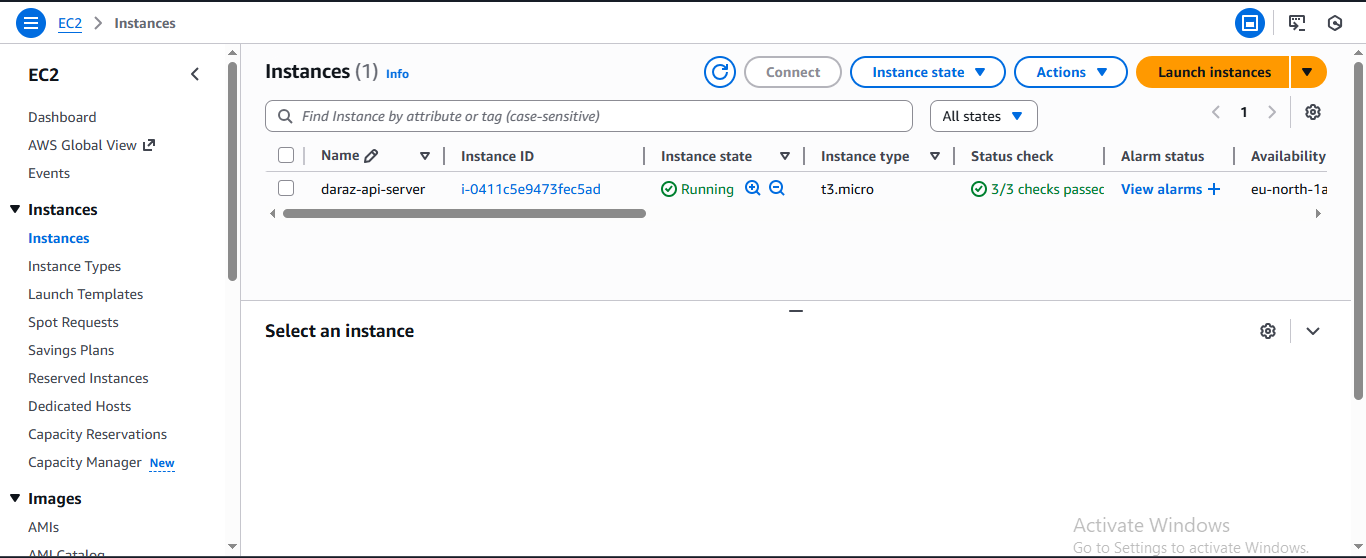 EC2 > Instances
EC2
Dashboard
AWS Global View
Events
Instances
Instances
Instance Types
Launch Templates
Spot Requests
Savings Plans
Reserved Instances
Dedicated Hosts
Capacity Reservations
Capacity Manager New
Images
AMIs
AMI Catalog
Instances (1) Info
Connect
Instance state
Actions
Launch instances
Find Instance by attribute or tag (case-sensitive)
All states
1
Name Instance ID Instance state Instance type Status check Alarm status Availability
daraz-api-server i-0411c5e9473fec5ad Running t3.micro 3/3 checks passed View alarms + eu-north-1a
Select an instance
Activate Windows
Go to Settings to activate Windows.